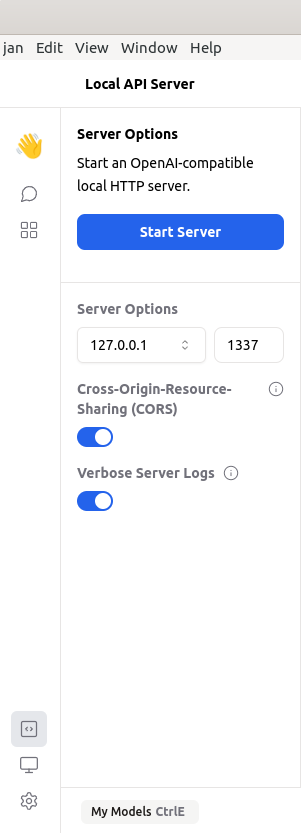 jan Edit View Window Help
Local API Server
Server Options
Start an OpenAI-compatible
local HTTP server.
Start Server
Server Options
127.0.0.1 1337
Cross-Origin-Resource-
Sharing (CORS)
Verbose Server Logs
My Models CtrlE